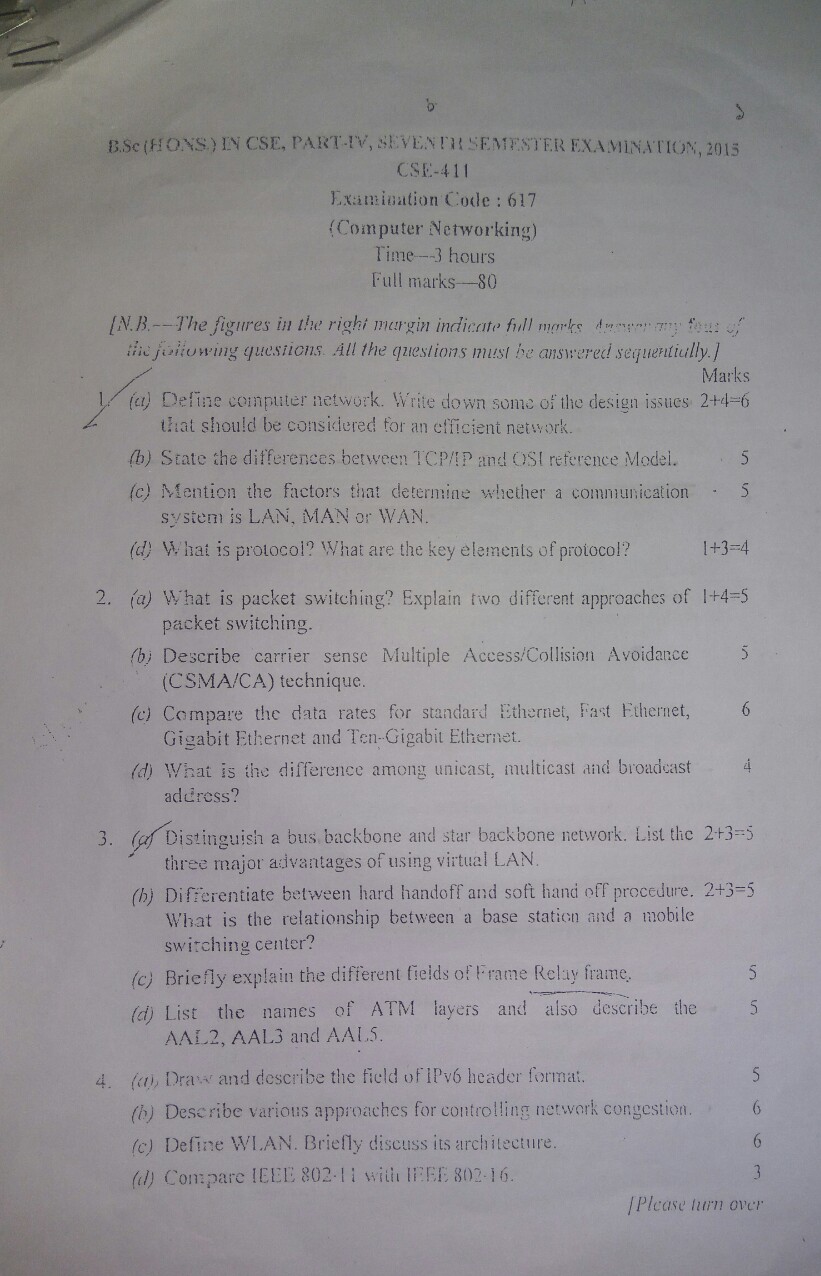 B.Sc (HONS.) IN CSE, PART-IV, SEVENTH SEMESTER EXAMINATION, 2015
CSE-411
Examination Code : 617
(Computer Networking)
Time—3 hours
Full marks—80
[N.B.--The figures in the right margin indicate full marks. Answer any four of
the following questions. All the questions must be answered sequentially.]
Marks
1. (a) Define computer network. Write down some of the design issues 2+4=6
that should be considered for an efficient network.
(b) State the differences between TCP/IP and OSI reference Model. 5
(c) Mention the factors that determine whether a communication 5
system is LAN, MAN or WAN.
(d) What is protocol? What are the key elements of protocol? 1+3=4
2. (a) What is packet switching? Explain two different approaches of 1+4=5
packet switching.
(b) Describe carrier sense Multiple Access/Collision Avoidance 5
(CSMA/CA) technique.
(c) Compare the data rates for standard Ethernet, Fast Ethernet, 6
Gigabit Ethernet and Ten-Gigabit Ethernet.
(d) What is the difference among unicast, multicast and broadcast 4
address?
3. (a) Distinguish a bus backbone and star backbone network. List the 2+3=5
three major advantages of using virtual LAN.
(b) Differentiate between hard handoff and soft hand off procedure. 2+3=5
What is the relationship between a base station and a mobile
switching center?
(c) Briefly explain the different fields of Frame Relay frame. 5
(d) List the names of ATM layers and also describe the 5
AAL2, AAL3 and AAL5.
4. (a) Draw and describe the field of IPv6 header format. 5
(b) Describe various approaches for controlling network congestion. 6
(c) Define WLAN. Briefly discuss its architecture. 6
(d) Compare IEEE 802-11 with IEEE 802-16. 3
[Please turn over